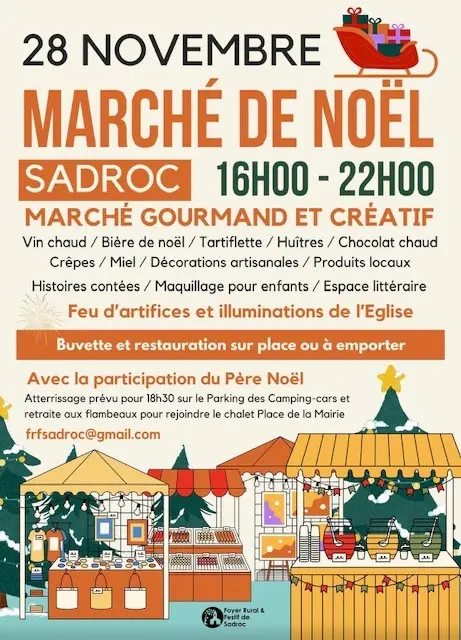 28 NOVEMBRE
MARCHÉ DE NOËL
SADROC 16H00 - 22H00
MARCHÉ GOURMAND ET CRÉATIF
Vin chaud / Bière de noël / Tartiflette / Huîtres / Chocolat chaud
Crêpes / Miel / Décorations artisanales / Produits locaux
Histoires contées / Maquillage pour enfants / Espace littéraire
Feu d'artifices et illuminations de l'Eglise
Buvette et restauration sur place ou à emporter
Avec la participation du Père Noël
Atterrissage prévu pour 18h30 sur le Parking des Camping-cars et
retraite aux flambeaux pour rejoindre le chalet Place de la Mairie
frfsadroc@gmail.com
Foyer Rural &
Festif de
Sadroc